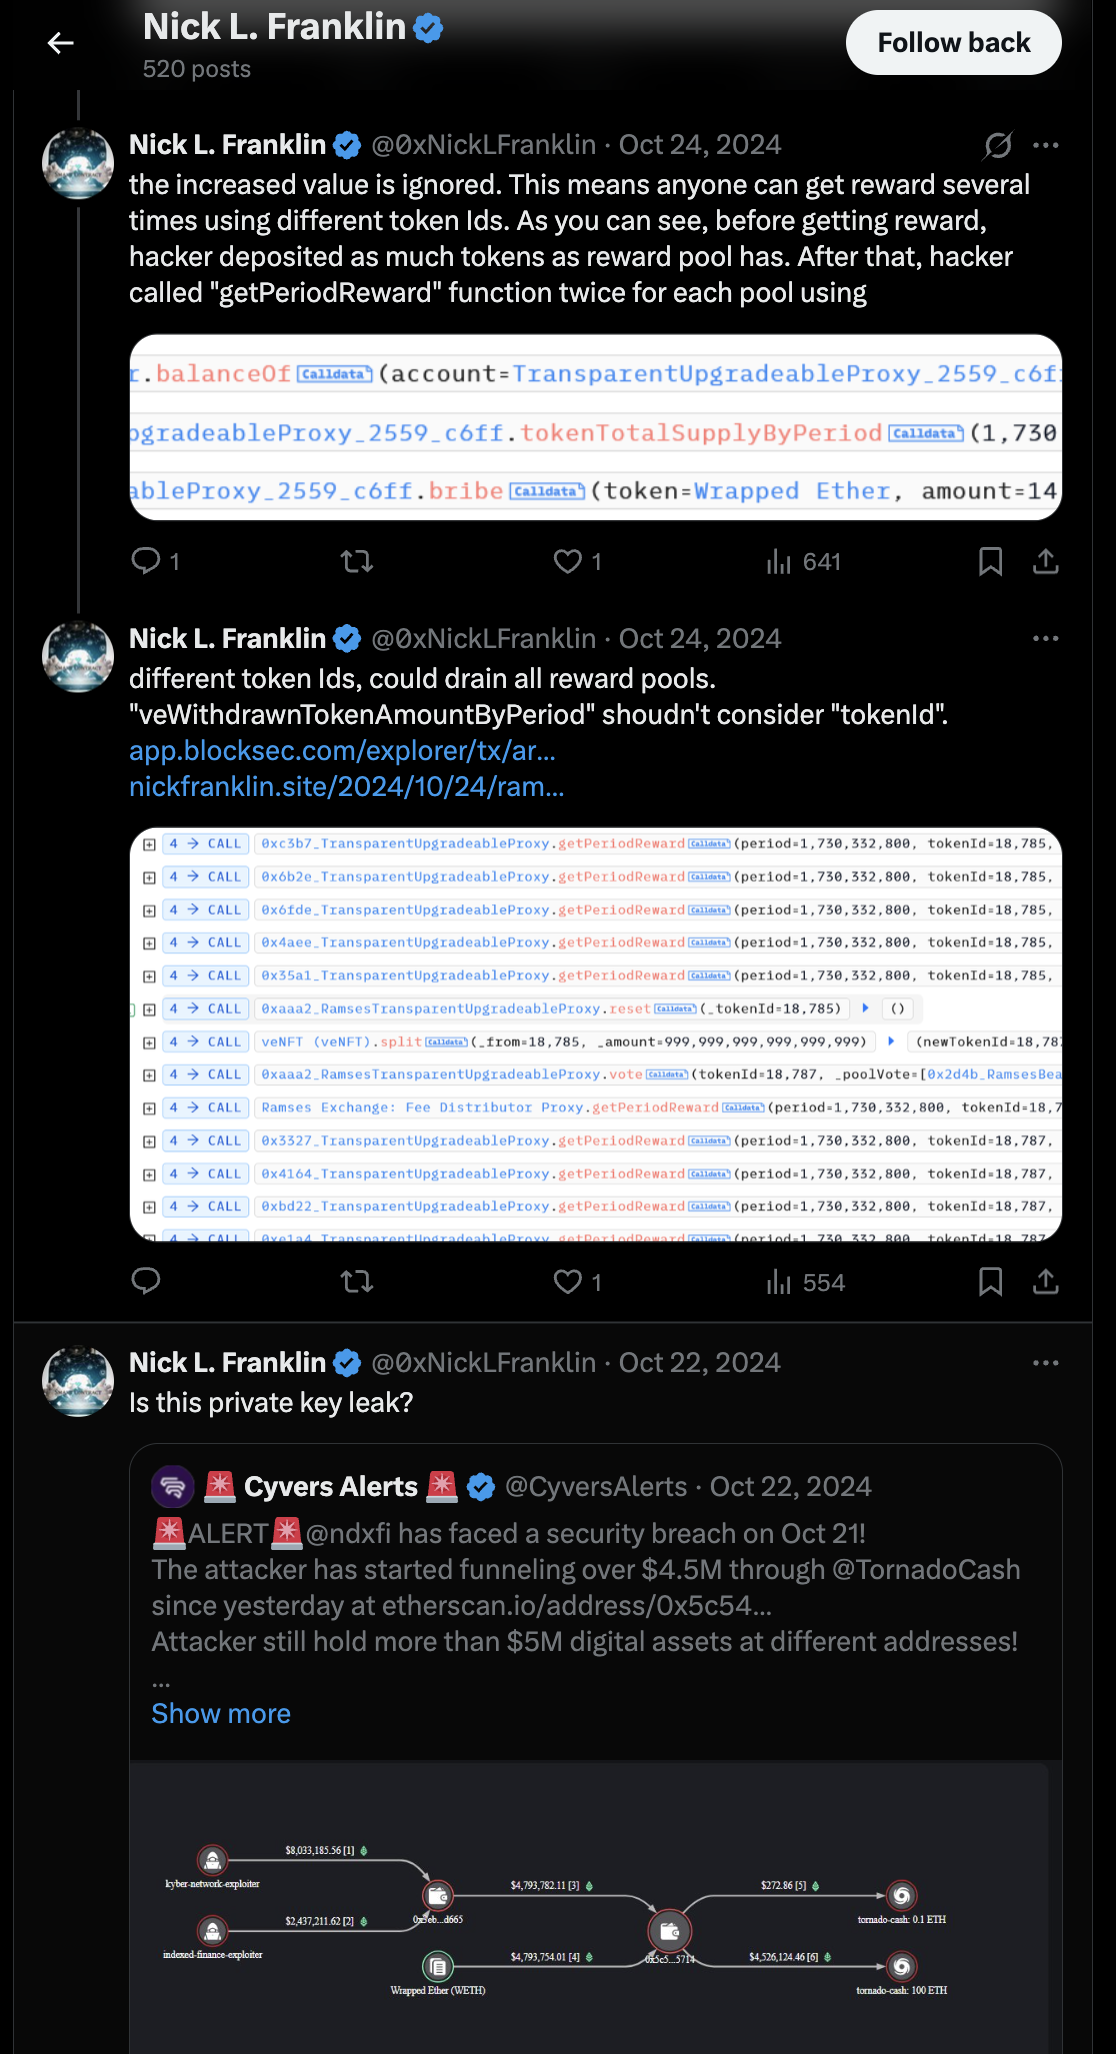 Nick L. Franklin
520 posts
Follow back
Nick L. Franklin @0xNickLFranklin · Oct 24, 2024
the increased value is ignored. This means anyone can get reward several
times using different token Ids. As you can see, before getting reward,
hacker deposited as much tokens as reward pool has. After that, hacker
called "getPeriodReward" function twice for each pool using
r.balanceOf Calldata (account=TransparentUpgradeableProxy_2559_c6ff
pgradeableProxy_2559_c6ff.tokenTotalSupplyByPeriod Calldata (1,730
ableProxy_2559_c6ff.bribe Calldata (token=Wrapped Ether, amount=14
1 1 641
Nick L. Franklin @0xNickLFranklin · Oct 24, 2024
different token Ids, could drain all reward pools.
"veWithdrawnTokenAmountByPeriod" shoudn't consider "tokenId".
app.blocksec.com/explorer/tx/ar…
nickfranklin.site/2024/10/24/ram…
4 → CALL 0xc3b7_TransparentUpgradeableProxy.getPeriodReward Calldata (period=1,730,332,800, tokenId=18,785,
4 → CALL 0x6b2e_TransparentUpgradeableProxy.getPeriodReward Calldata (period=1,730,332,800, tokenId=18,785,
4 → CALL 0x6fde_TransparentUpgradeableProxy.getPeriodReward Calldata (period=1,730,332,800, tokenId=18,785,
4 → CALL 0x4aee_TransparentUpgradeableProxy.getPeriodReward Calldata (period=1,730,332,800, tokenId=18,785,
4 → CALL 0x35a1_TransparentUpgradeableProxy.getPeriodReward Calldata (period=1,730,332,800, tokenId=18,785,
4 → CALL 0xaaa2_RamsesTransparentUpgradeableProxy.reset Calldata (_tokenId=18,785) ()
4 → CALL veNFT (veNFT).split Calldata (_from=18,785, _amount=999,999,999,999,999,999) (newTokenId=18,787
4 → CALL 0xaaa2_RamsesTransparentUpgradeableProxy.vote Calldata (tokenId=18,787, _poolVote=[0x2d4b_RamsesBea
4 → CALL Ramses Exchange: Fee Distributor Proxy.getPeriodReward Calldata (period=1,730,332,800, tokenId=18,7
4 → CALL 0x3327_TransparentUpgradeableProxy.getPeriodReward Calldata (period=1,730,332,800, tokenId=18,787,
4 → CALL 0x4164_TransparentUpgradeableProxy.getPeriodReward Calldata (period=1,730,332,800, tokenId=18,787,
4 → CALL 0xbd22_TransparentUpgradeableProxy.getPeriodReward Calldata (period=1,730,332,800, tokenId=18,787,
4 → CALL 0xe1a4_TransparentUpgradeableProxy.getPeriodReward Calldata (period=1,730,332,800, tokenId=18,787,
1 554
Nick L. Franklin @0xNickLFranklin · Oct 22, 2024
Is this private key leak?
🚨 Cyvers Alerts 🚨 @CyversAlerts · Oct 22, 2024
🚨ALERT🚨@ndxfi has faced a security breach on Oct 21!
The attacker has started funneling over $4.5M through @TornadoCash
since yesterday at etherscan.io/address/0x5c54…
Attacker still hold more than $5M digital assets at different addresses!
…
Show more
$8,033,185.56 [1]
kyber-network-exploiter
$4,793,782.11 [3]
$272.86 [5]
0x5eb...d665
tornado-cash: 0.1 ETH
$2,437,211.62 [2]
indexed-finance-exploiter
$4,793,754.01 [4]
0x5c5...5714
$4,526,124.46 [6]
Wrapped Ether (WETH)
tornado-cash: 100 ETH